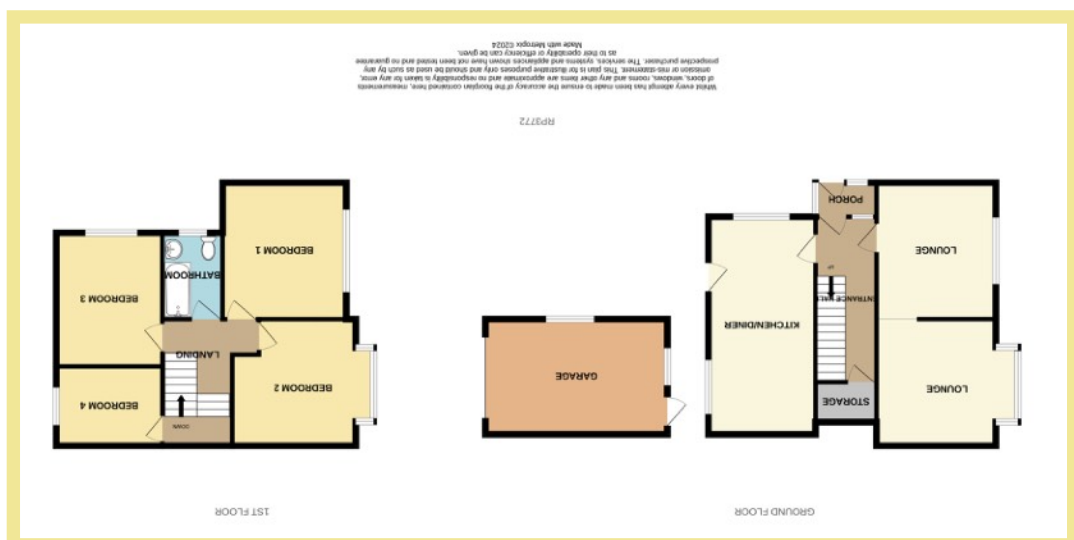 GROUND FLOOR
LOUNGE
STORAGE
ENTRANCE HALL
UP
LOUNGE
PORCH
KITCHEN/DINER
GARAGE
1ST FLOOR
DOWN
BEDROOM 2
BEDROOM 4
LANDING
BEDROOM 3
BEDROOM 1
BATHROOM
RP3772
Whilst every attempt has been made to ensure the accuracy of the floorplan contained here, measurements
of doors, windows, rooms and any other items are approximate and no responsibility is taken for any error,
omission or mis-statement. This plan is for illustrative purposes only and should be used as such by any
prospective purchaser. The services, systems and appliances shown have not been tested and no guarantee
as to their operability or efficiency can be given.
Made with Metropix ©2024